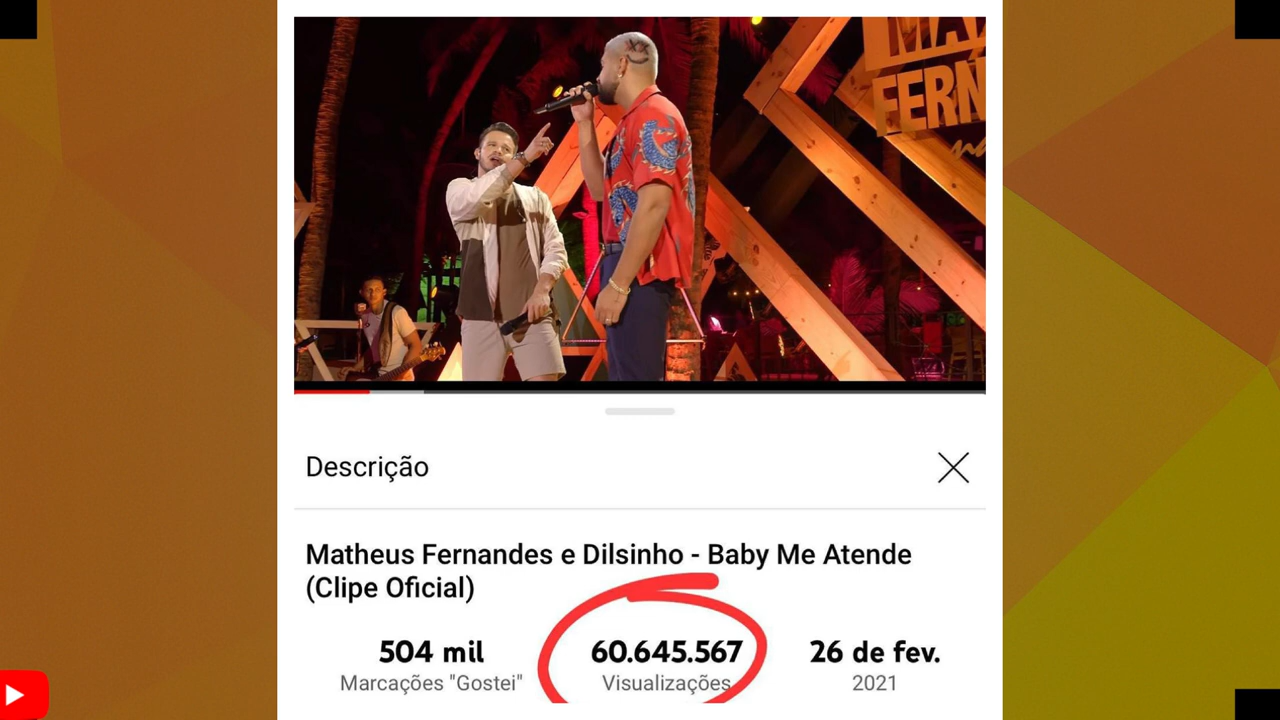 FERN
Descrição
Matheus Fernandes e Dilsinho - Baby Me Atende
(Clipe Oficial)
504 mil 60.645.567 26 de fev.
Marcações "Gostei" Visualizações 2021